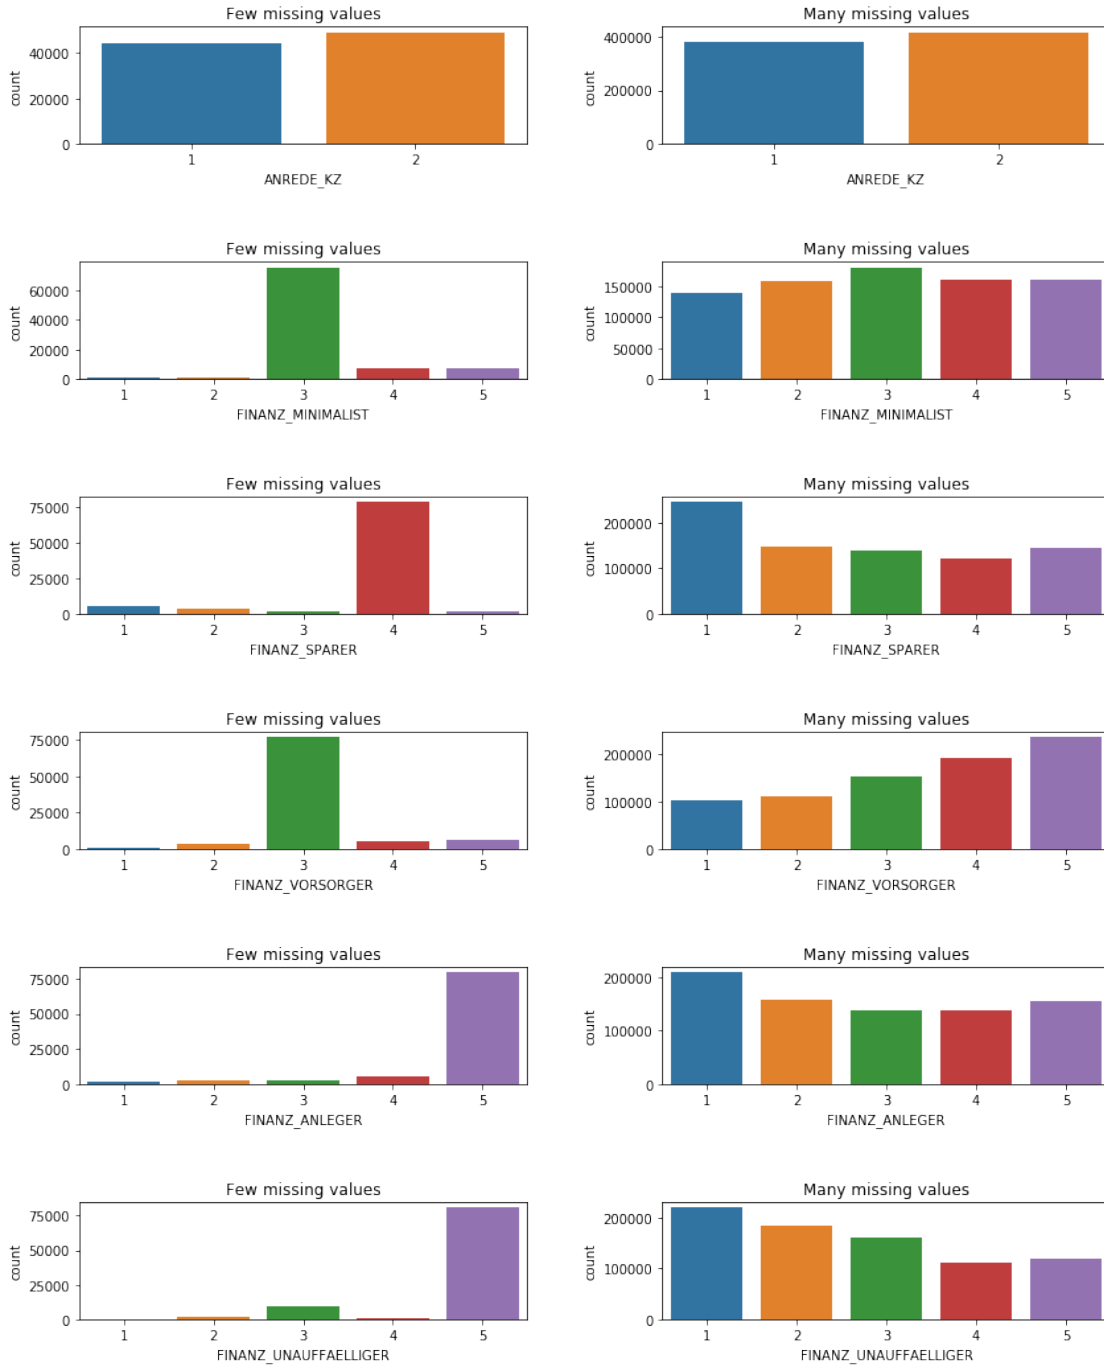 Few missing values
Many missing values
count
40000
20000
0
1
2
ANREDE_KZ
count
400000
200000
0
1
2
ANREDE_KZ
Few missing values
Many missing values
count
60000
40000
20000
0
1
2
3
4
5
FINANZ_MINIMALIST
count
150000
100000
50000
0
1
2
3
4
5
FINANZ_MINIMALIST
Few missing values
Many missing values
count
75000
50000
25000
0
1
2
3
4
5
FINANZ_SPARER
count
200000
100000
0
1
2
3
4
5
FINANZ_SPARER
Few missing values
Many missing values
count
75000
50000
25000
0
1
2
3
4
5
FINANZ_VORSORGER
count
200000
100000
0
1
2
3
4
5
FINANZ_VORSORGER
Few missing values
Many missing values
count
75000
50000
25000
0
1
2
3
4
5
FINANZ_ANLEGER
count
200000
100000
0
1
2
3
4
5
FINANZ_ANLEGER
Few missing values
Many missing values
count
75000
50000
25000
0
1
2
3
4
5
FINANZ_UNAUFFAELLIGER
count
200000
100000
0
1
2
3
4
5
FINANZ_UNAUFFAELLIGER